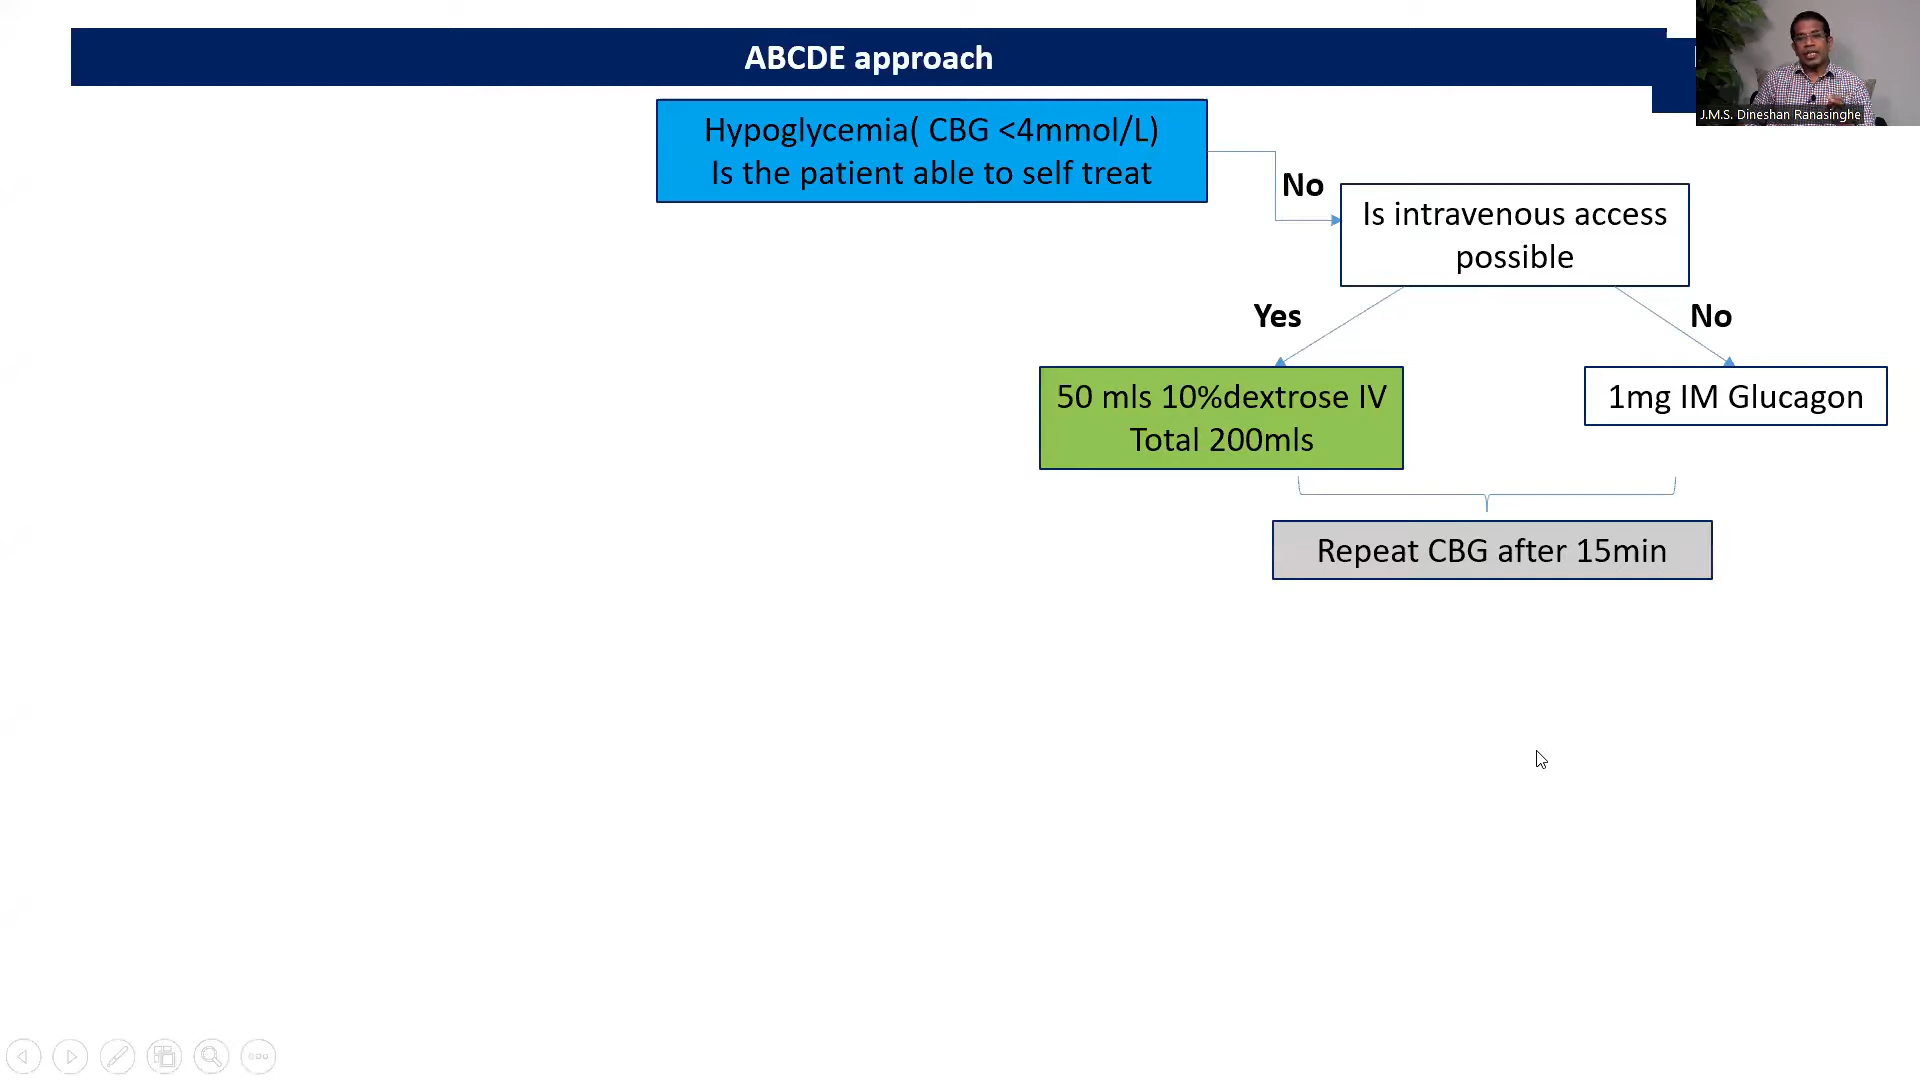 ABCDE approach
J.M.S. Dineshan Ranasinghe
Hypoglycemia( CBG <4mmol/L)
Is the patient able to self treat
No
Is intravenous access
possible
Yes
No
50 mls 10%dextrose IV
Total 200mls
1mg IM Glucagon
Repeat CBG after 15min